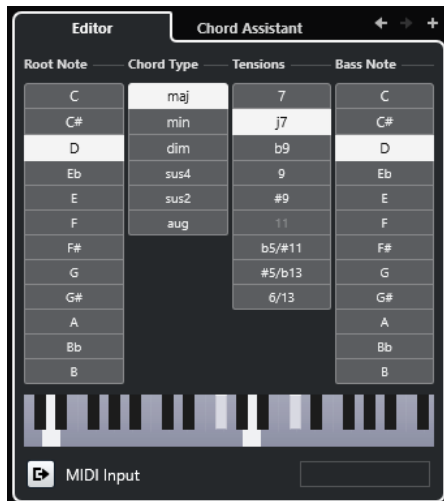 Editor Chord Assistant
Root Note Chord Type Tensions Bass Note
C maj 7 C
C# min j7 C#
D dim b9 D
Eb sus4 9 Eb
E sus2 #9 E
F aug 11 F
F# b5/#11 F#
G #5/b13 G
G# 6/13 G#
A A
Bb Bb
B B
MIDI Input